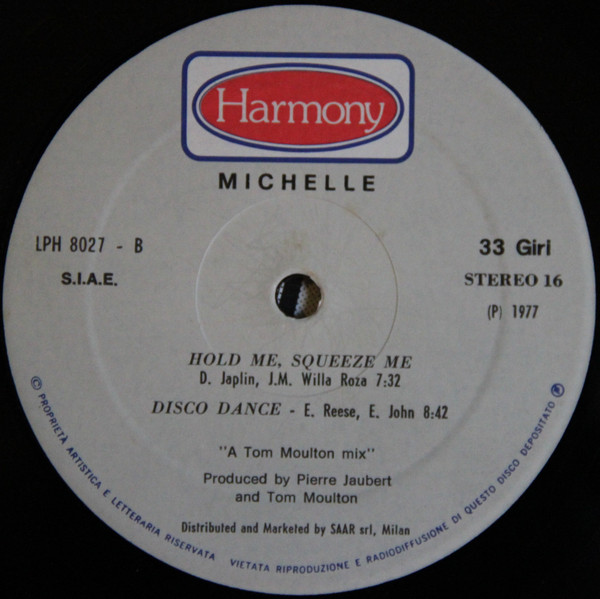 Harmony
MICHELLE
LPH 8027 - B
S.I.A.E.
33 Giri
STEREO 16
(P) 1977
HOLD ME, SQUEEZE ME
D. Japlin, J.M. Willa Roza 7:32
DISCO DANCE - E. Reese, E. John 8:42
"A Tom Moulton mix"
Produced by Pierre Jaubert
and Tom Moulton
Distributed and Marketed by SAAR srl, Milan
© PROPRIETÀ ARTISTICA E LETTERARIA RISERVATA VIETATA RIPRODUZIONE E RADIODIFFUSIONE DI QUESTO DISCO DEPOSITATO ℗